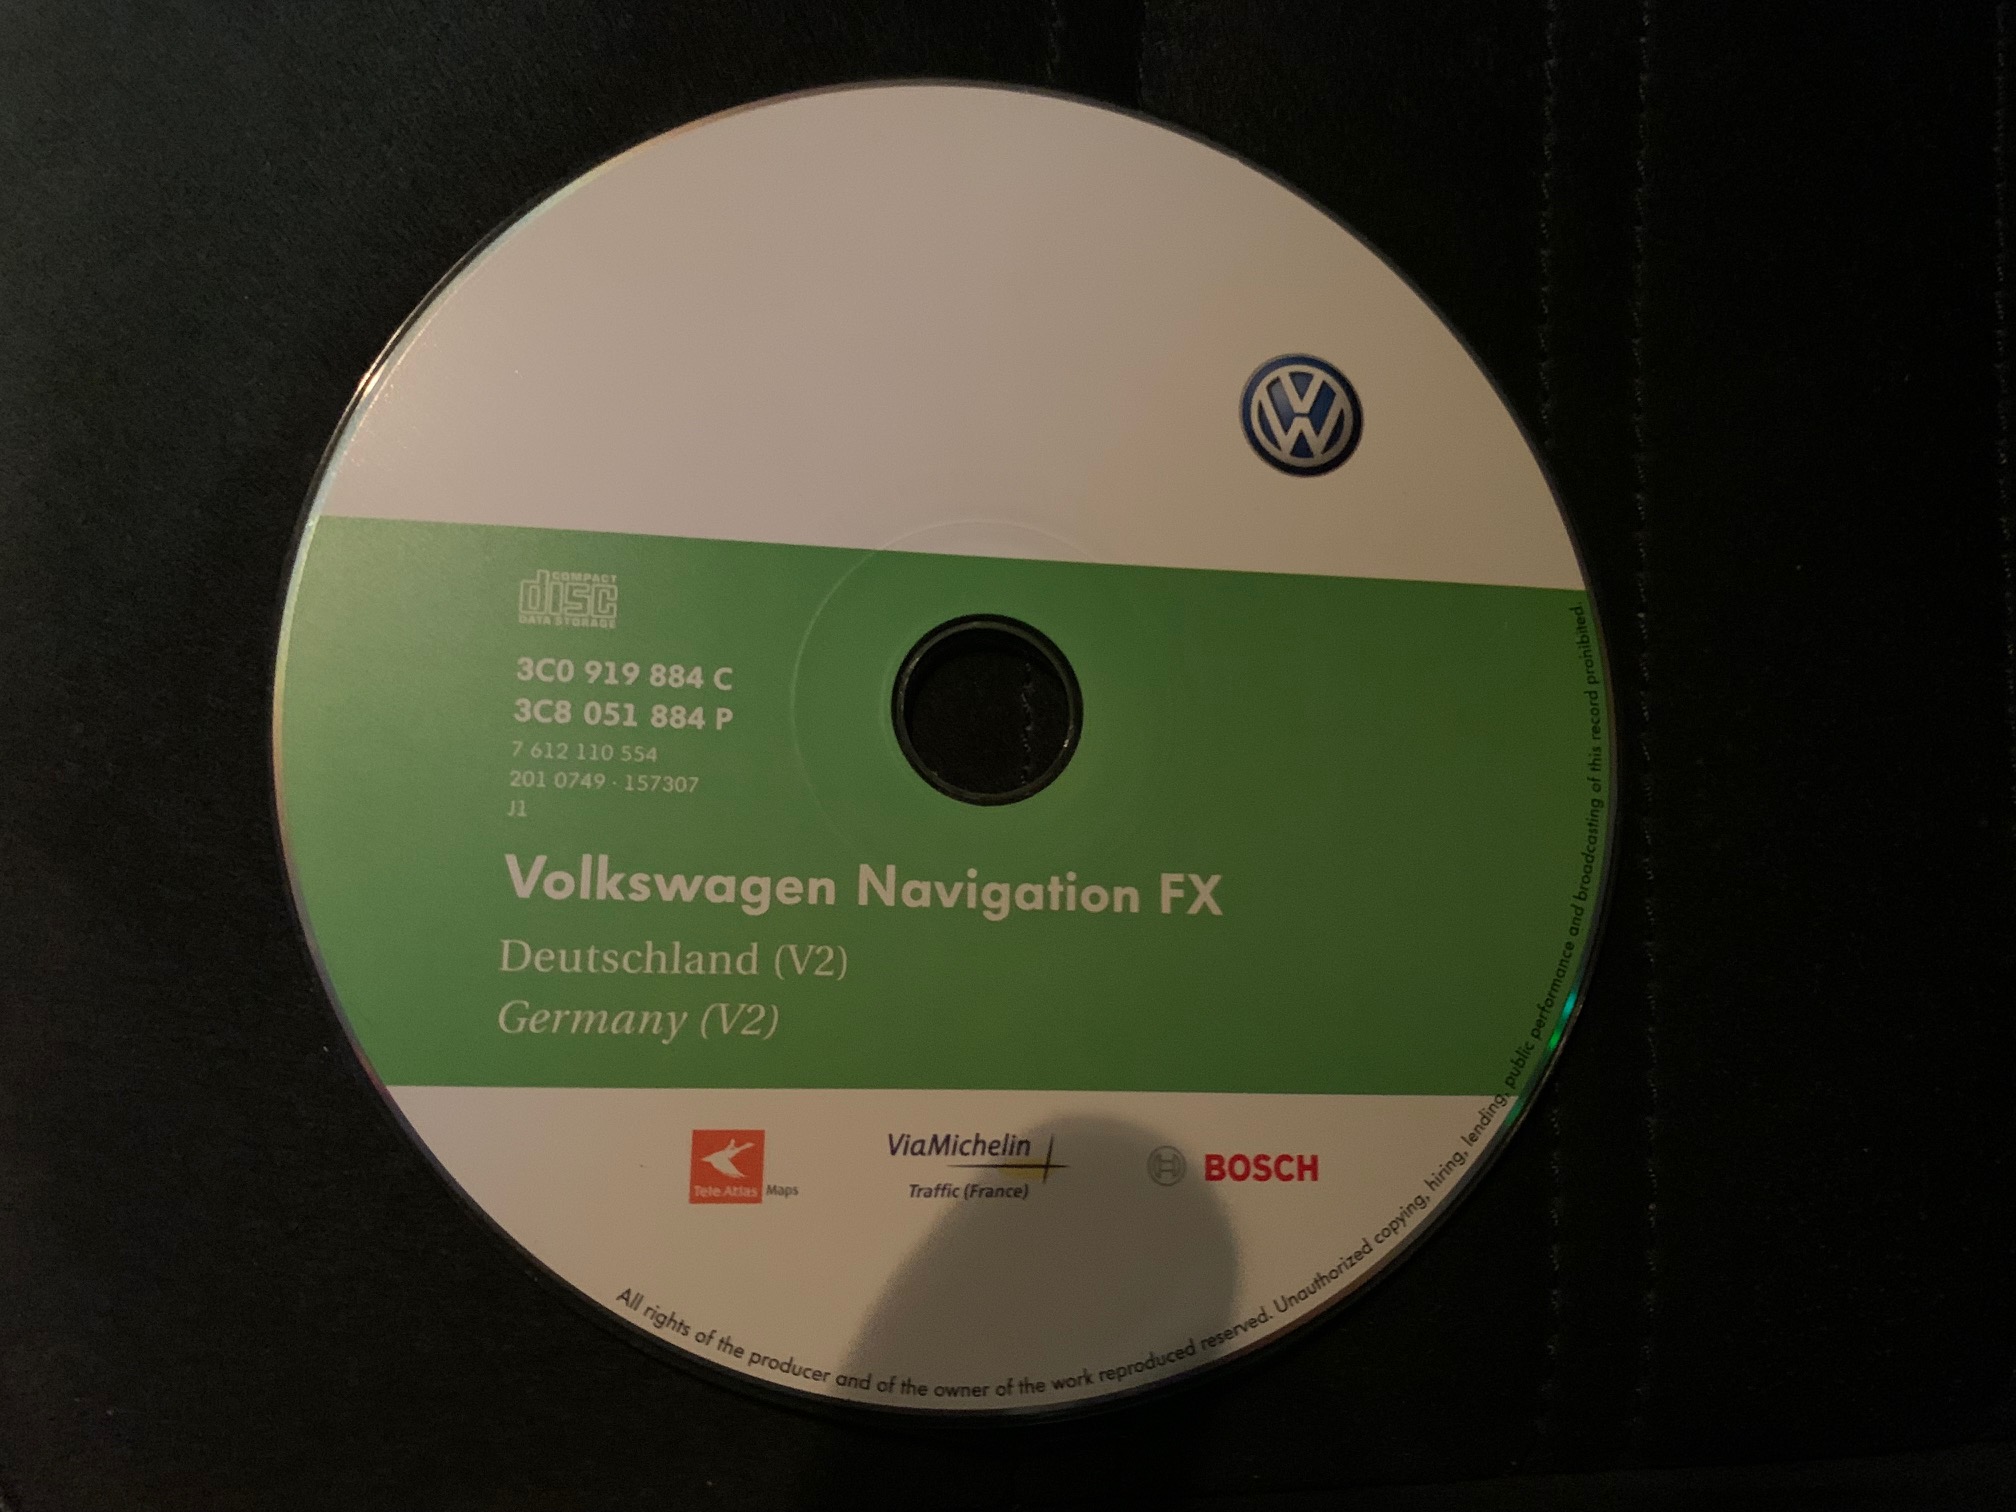 COMPACT
disc
DATA STORAGE
3C0 919 884 C
3C8 051 884 P
7 612 110 554
201 0749 · 157307
J1
Volkswagen Navigation FX
Deutschland (V2)
Germany (V2)
Tele Atlas Maps
ViaMichelin
Traffic (France)
BOSCH
All rights of the producer and of the owner of the work reproduced reserved. Unauthorized copying, hiring, lending, public performance and broadcasting of this record prohibited.